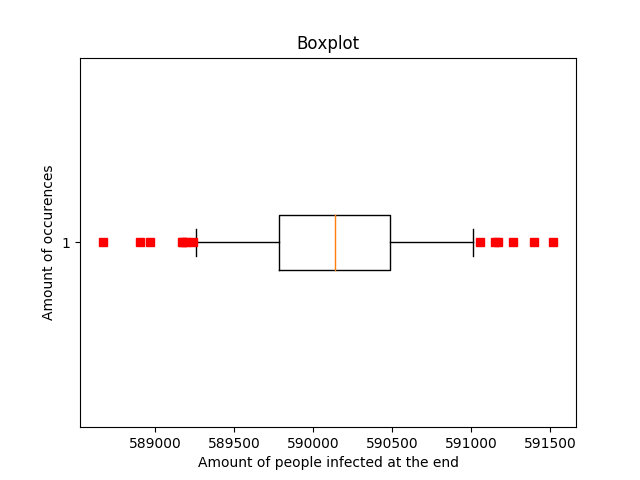 Boxplot
Amount of occurences
1
589000 589500 590000 590500 591000 591500
Amount of people infected at the end